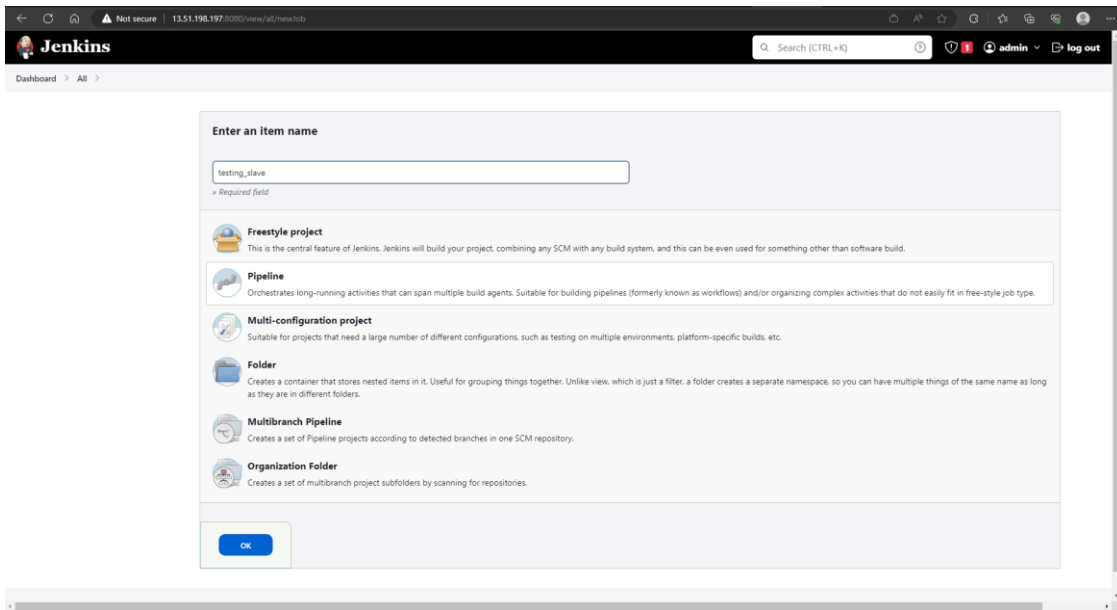 Not secure | 13.51.198.197:8080/view/all/newJob
Jenkins
Search (CTRL+K)
1
admin
log out
Dashboard > All >
Enter an item name
testing_slave
» Required field
Freestyle project
This is the central feature of Jenkins. Jenkins will build your project, combining any SCM with any build system, and this can be even used for something other than software build.
Pipeline
Orchestrates long-running activities that can span multiple build agents. Suitable for building pipelines (formerly known as workflows) and/or organizing complex activities that do not easily fit in free-style job type.
Multi-configuration project
Suitable for projects that need a large number of different configurations, such as testing on multiple environments, platform-specific builds, etc.
Folder
Creates a container that stores nested items in it. Useful for grouping things together. Unlike view, which is just a filter, a folder creates a separate namespace, so you can have multiple things of the same name as long
as they are in different folders.
Multibranch Pipeline
Creates a set of Pipeline projects according to detected branches in one SCM repository.
Organization Folder
Creates a set of multibranch project subfolders by scanning for repositories.
OK